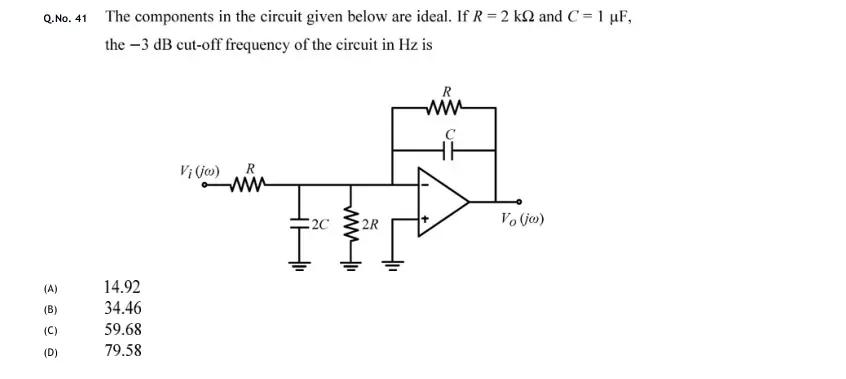 Q.No. 41 The components in the circuit given below are ideal. If R = 2 kΩ and C = 1 µF,
the −3 dB cut-off frequency of the circuit in Hz is
R
C
Vi (jω) R
-
+
2C
2R
Vo (jω)
(A) 14.92
(B) 34.46
(C) 59.68
(D) 79.58